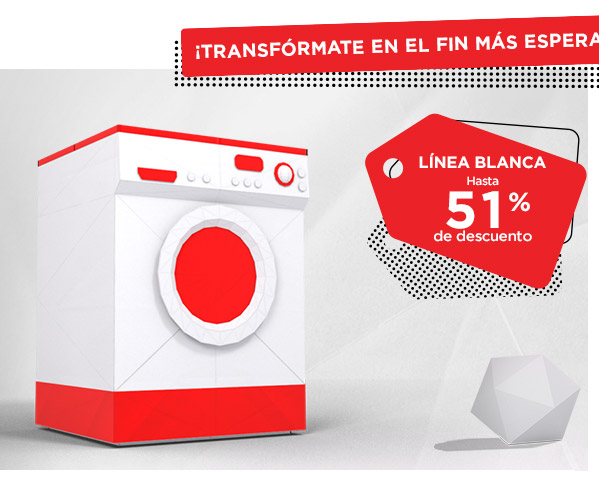 ¡TRANSFÓRMATE EN EL FIN MÁS ESPERA
LÍNEA BLANCA
Hasta
51%
de descuento